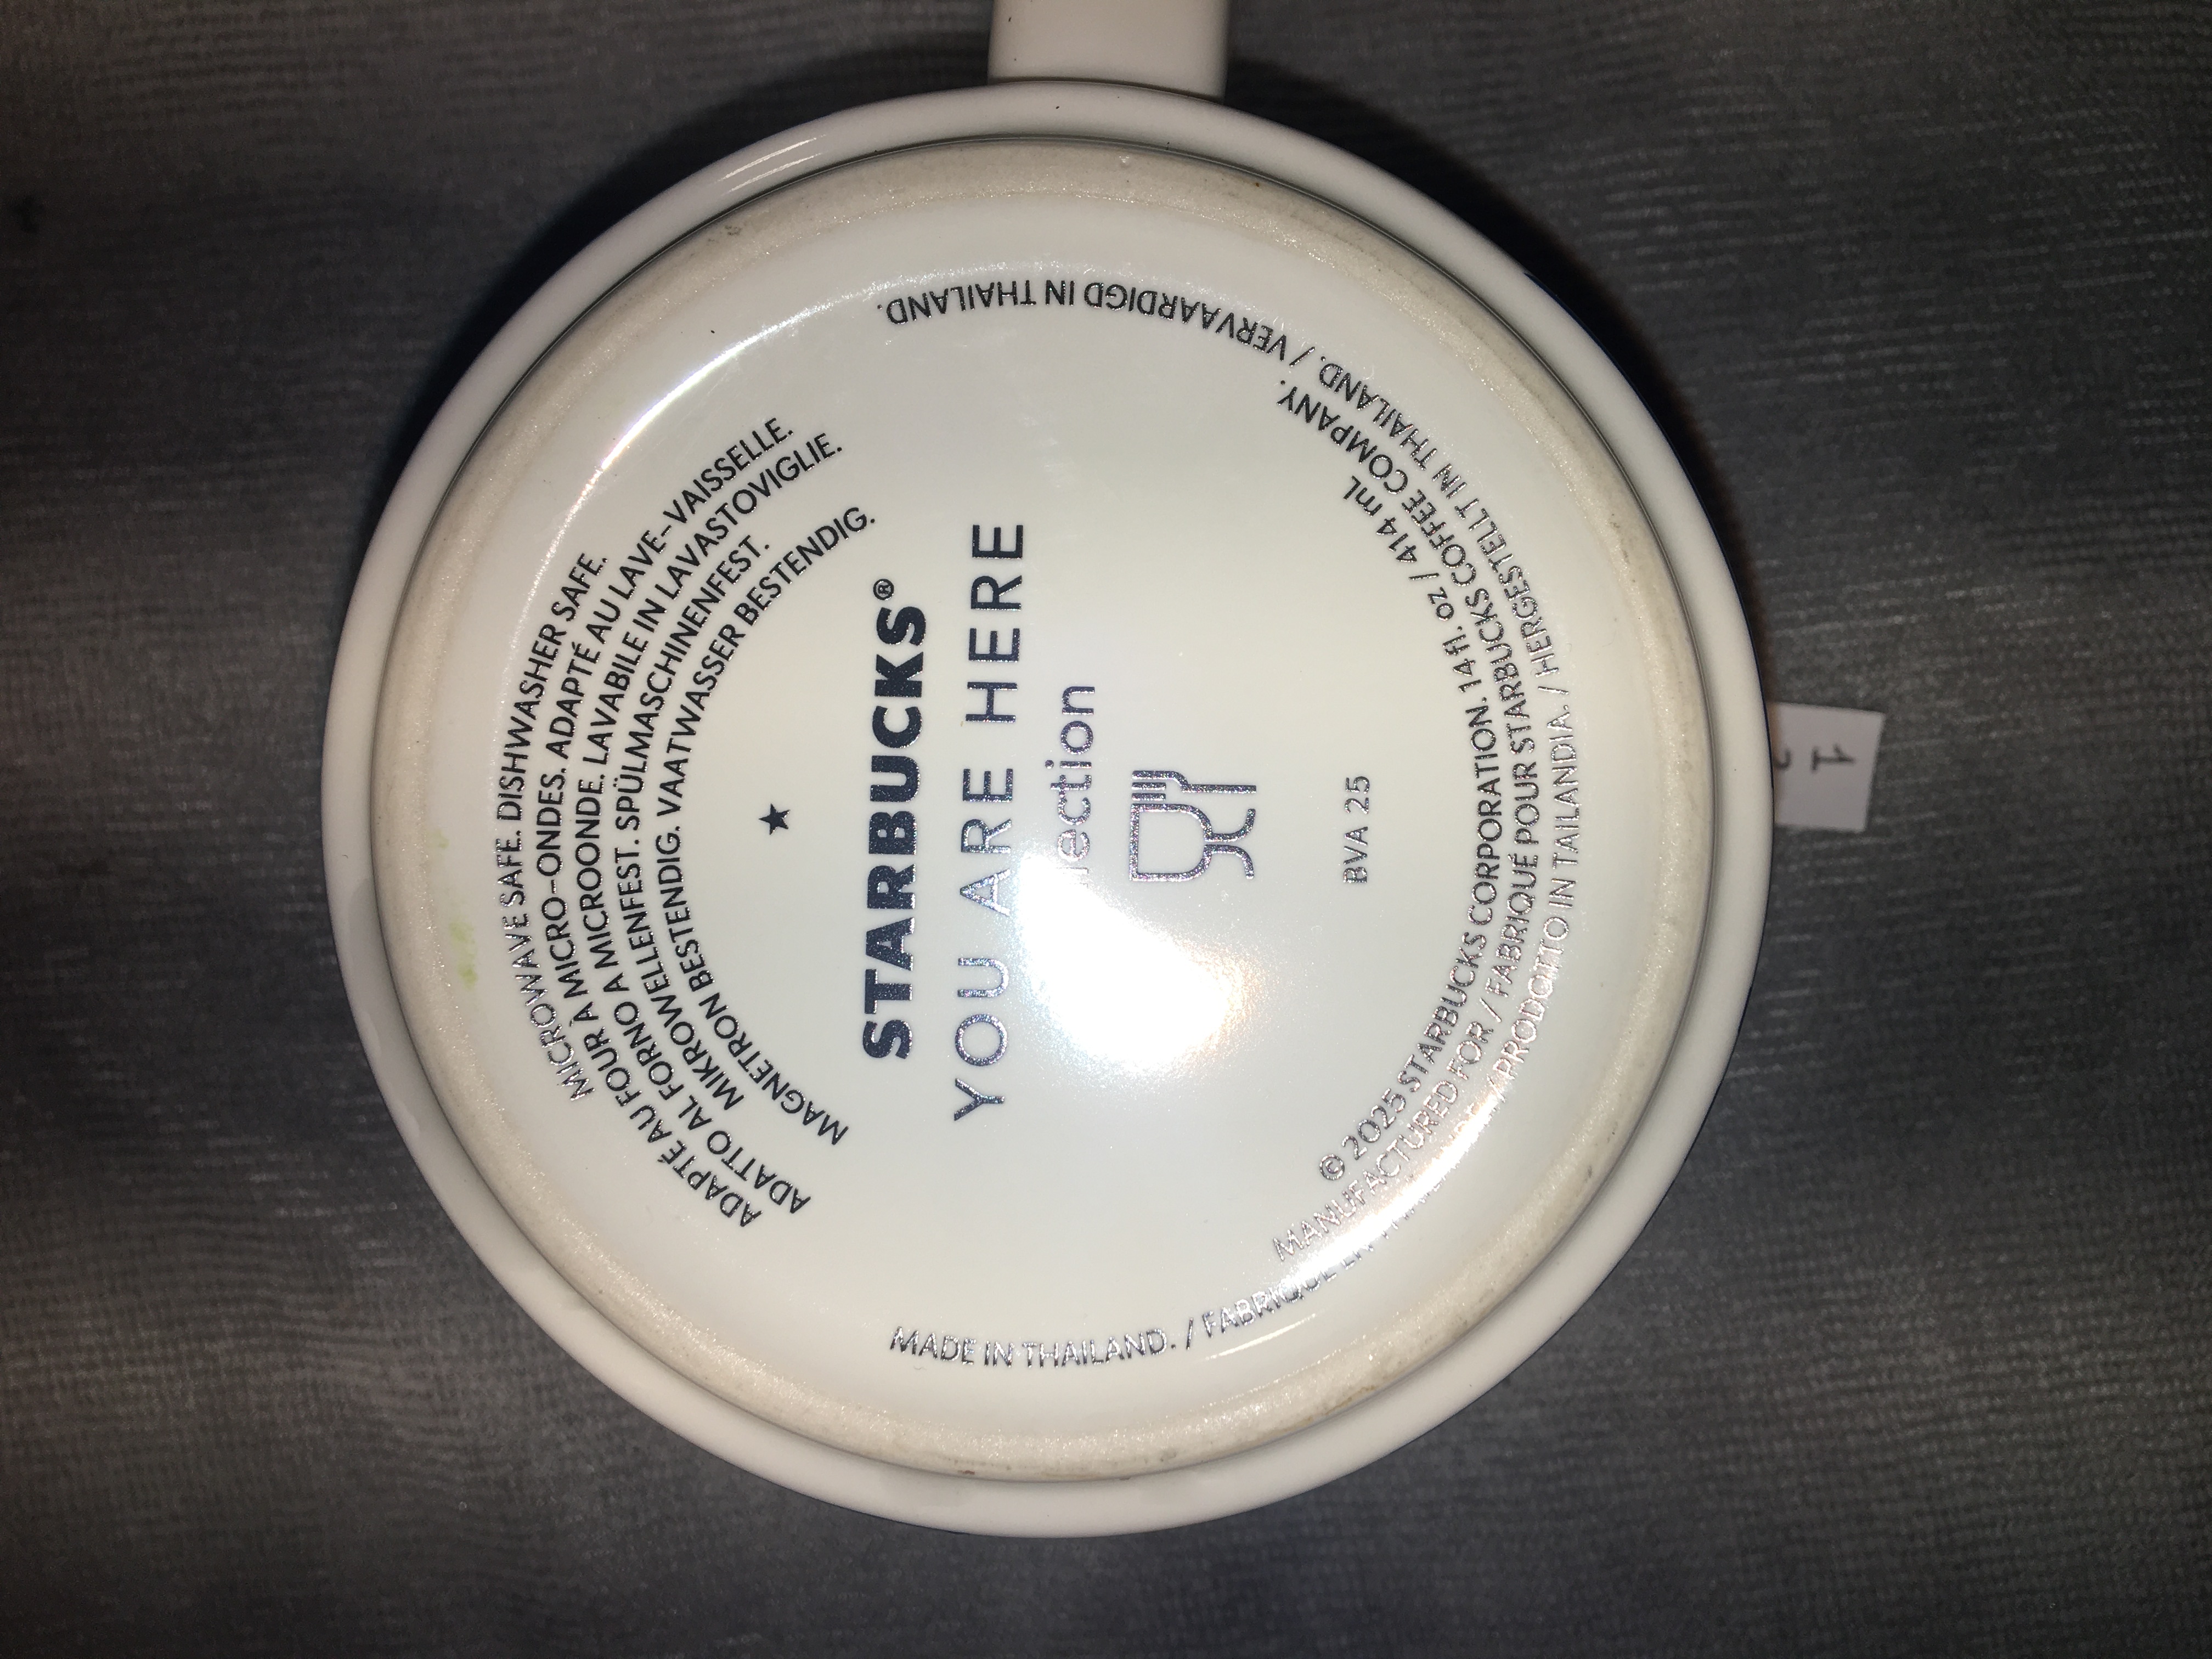 MICROWAVE SAFE. DISHWASHER SAFE.
ADAPTÉ AU FOUR À MICRO-ONDES. ADAPTÉ AU LAVE-VAISSELLE.
ADATTO AL FORNO A MICROONDE. LAVABILE IN LAVASTOVIGLIE.
MIKROWELLENFEST. SPÜLMASCHINENFEST.
MAGNETRON BESTENDIG. VAATWASSER BESTENDIG.
STARBUCKS®
YOU ARE HERE
BVA 25
© 2025 STARBUCKS CORPORATION. 14 fl. oz / 414 mL
MANUFACTURED FOR / FABRIQUÉ POUR STARBUCKS COFFEE COMPANY.
MADE IN THAILAND. / FABRIQUÉ / PRODOTTO IN TAILANDIA. / HERGESTELLT IN THAILAND. / VERVAARDIGD IN THAILAND.
1